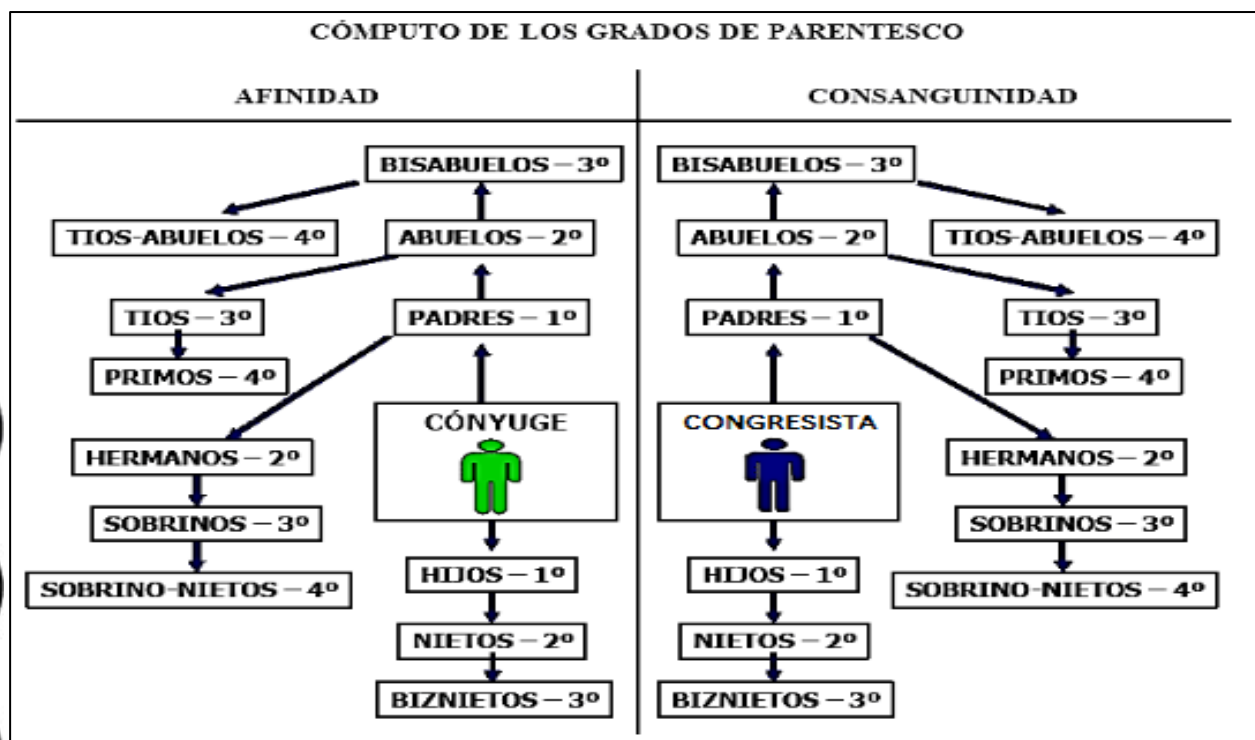 CÓMPUTO DE LOS GRADOS DE PARENTESCO
AFINIDAD
BISABUELOS – 3º
TIOS-ABUELOS – 4º
ABUELOS – 2º
TIOS – 3º
PADRES – 1º
PRIMOS – 4º
CÓNYUGE
HERMANOS – 2º
SOBRINOS – 3º
HIJOS – 1º
SOBRINO-NIETOS – 4º
NIETOS – 2º
BIZNIETOS – 3º
CONSANGUINIDAD
BISABUELOS – 3º
ABUELOS – 2º
TIOS-ABUELOS – 4º
PADRES – 1º
TIOS – 3º
PRIMOS – 4º
CONGRESISTA
HERMANOS – 2º
SOBRINOS – 3º
HIJOS – 1º
SOBRINO-NIETOS – 4º
NIETOS – 2º
BIZNIETOS – 3º